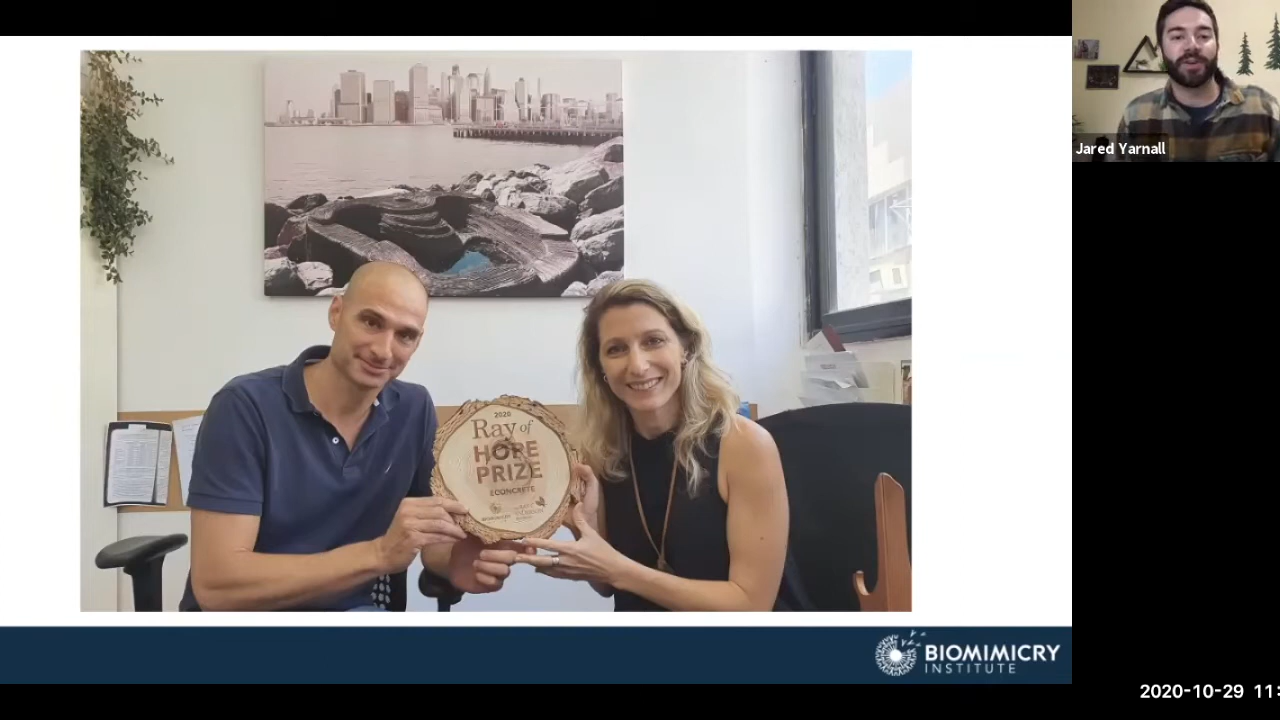 Jared Yarnall
2020
Ray of
HOPE
PRIZE
ECONCRETE
BIOMIMICRY
INSTITUTE
2020-10-29 11: